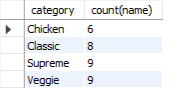 category count(name)
Chicken 6
Classic 8
Supreme 9
Veggie 9